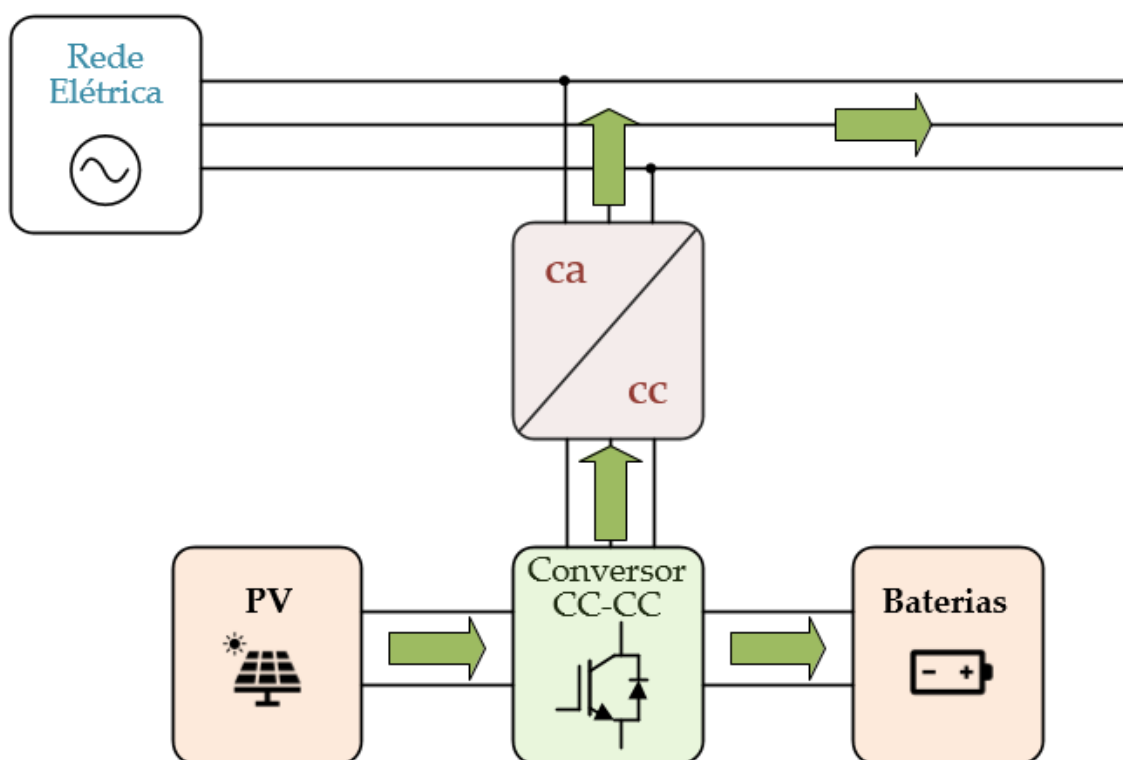 Rede
Elétrica
ca
cc
PV
Conversor
CC-CC
Baterias